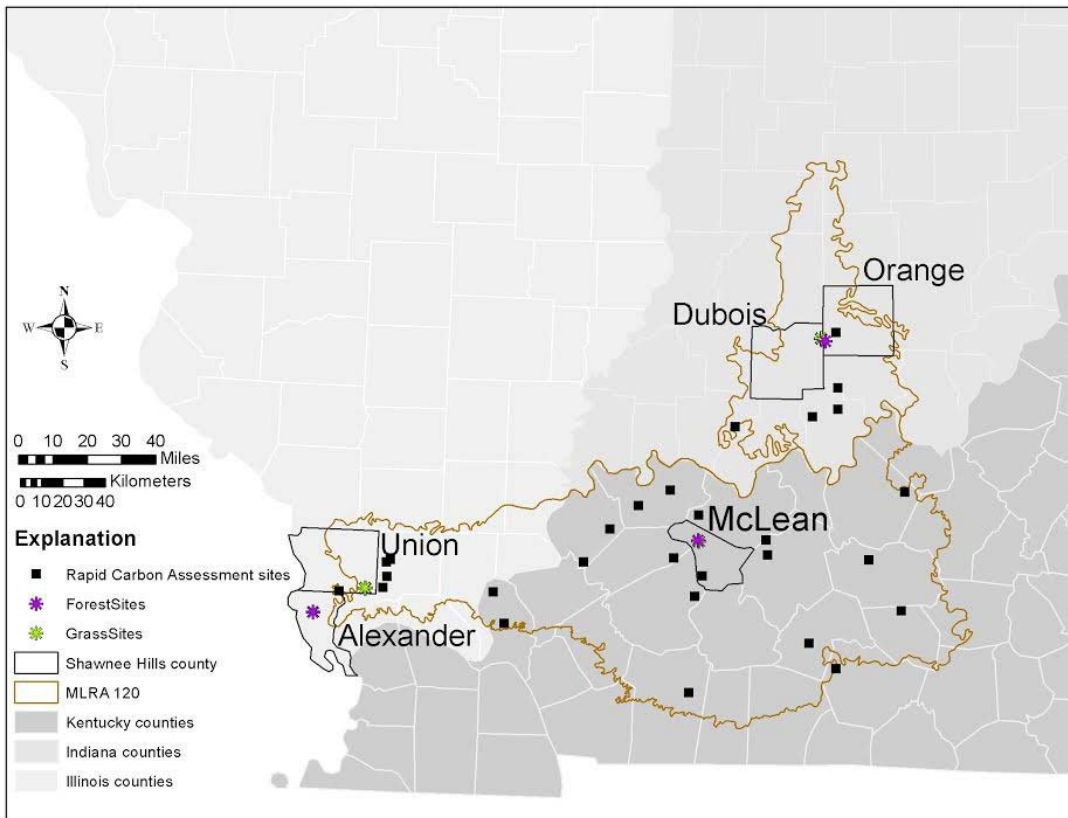 Orange
Dubois
N
W E
S
0 10 20 30 40
Miles
Kilometers
0 10 20 30 40
McLean
Explanation
Union
Rapid Carbon Assessment sites
ForestSites
GrassSites
Alexander
Shawnee Hills county
MLRA 120
Kentucky counties
Indiana counties
Illinois counties